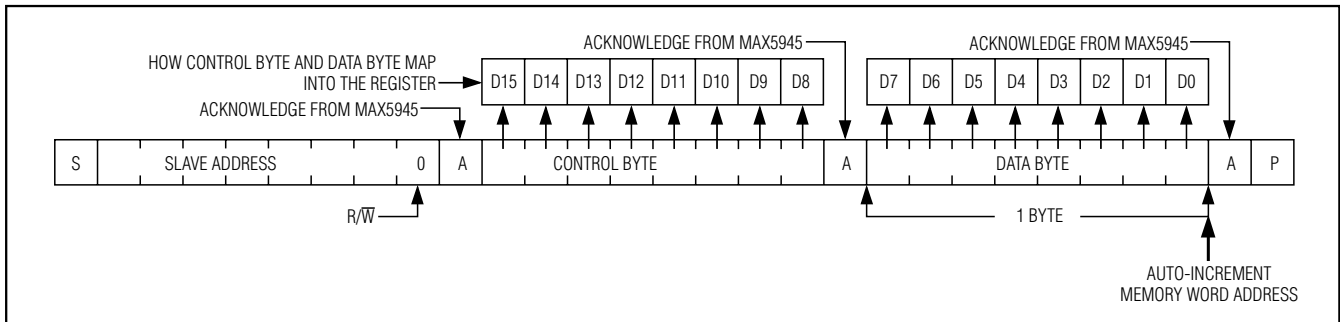 ACKNOWLEDGE FROM MAX5945
ACKNOWLEDGE FROM MAX5945
HOW CONTROL BYTE AND DATA BYTE MAP
INTO THE REGISTER
D15 D14 D13 D12 D11 D10 D9 D8
D7 D6 D5 D4 D3 D2 D1 D0
ACKNOWLEDGE FROM MAX5945
S SLAVE ADDRESS 0 A CONTROL BYTE A DATA BYTE A P
R/W̅
1 BYTE
AUTO-INCREMENT
MEMORY WORD ADDRESS